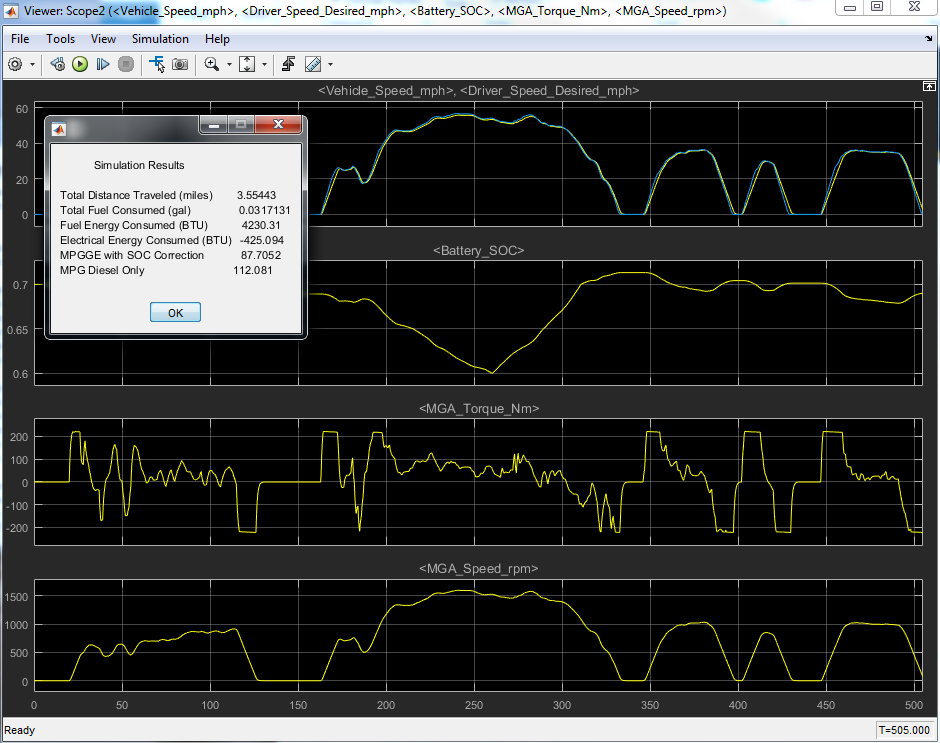 Viewer: Scope2 (<Vehicle_Speed_mph>, <Driver_Speed_Desired_mph>, <Battery_SOC>, <MGA_Torque_Nm>, <MGA_Speed_rpm>)
File Tools View Simulation Help
<Vehicle_Speed_mph>, <Driver_Speed_Desired_mph>
60
40
20
0
Simulation Results
Total Distance Traveled (miles) 3.55443
Total Fuel Consumed (gal) 0.0317131
Fuel Energy Consumed (BTU) 4230.31
Electrical Energy Consumed (BTU) -425.094
MPGGE with SOC Correction 87.7052
MPG Diesel Only 112.081
OK
<Battery_SOC>
0.7
0.65
0.6
<MGA_Torque_Nm>
200
100
0
-100
-200
<MGA_Speed_rpm>
1500
1000
500
0
0 50 100 150 200 250 300 350 400 450 500
Ready T=505.000